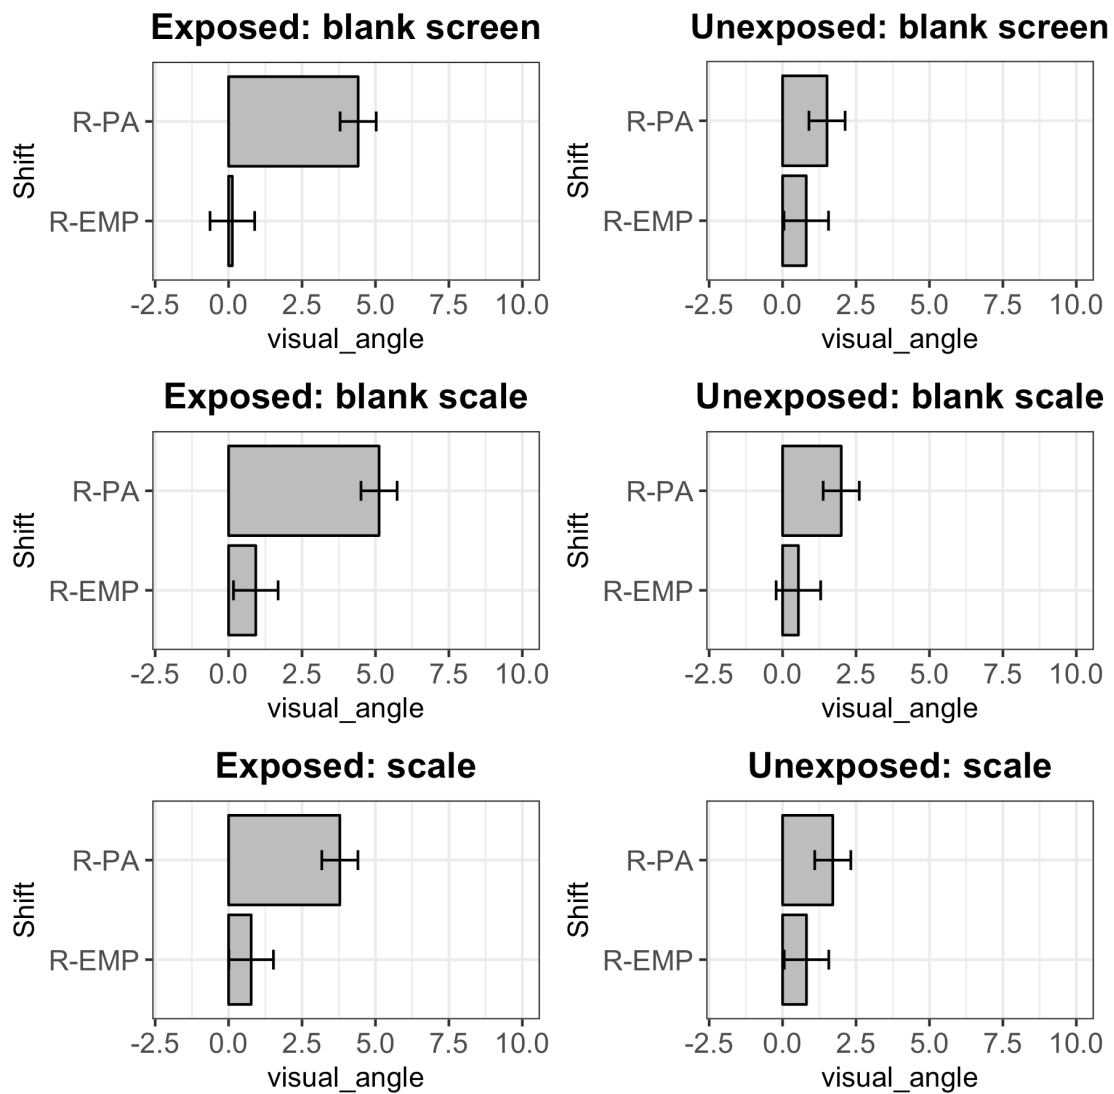 Exposed: blank screen
Shift
R-PA
R-EMP
-2.5 0.0 2.5 5.0 7.5 10.0
visual_angle
Unexposed: blank screen
Shift
R-PA
R-EMP
-2.5 0.0 2.5 5.0 7.5 10.0
visual_angle
Exposed: blank scale
Shift
R-PA
R-EMP
-2.5 0.0 2.5 5.0 7.5 10.0
visual_angle
Unexposed: blank scale
Shift
R-PA
R-EMP
-2.5 0.0 2.5 5.0 7.5 10.0
visual_angle
Exposed: scale
Shift
R-PA
R-EMP
-2.5 0.0 2.5 5.0 7.5 10.0
visual_angle
Unexposed: scale
Shift
R-PA
R-EMP
-2.5 0.0 2.5 5.0 7.5 10.0
visual_angle